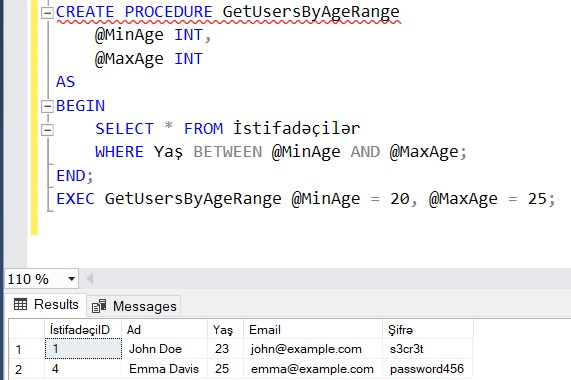 CREATE PROCEDURE GetUsersByAgeRange
@MinAge INT,
@MaxAge INT
AS
BEGIN
SELECT * FROM İstifadəçilər
WHERE Yaş BETWEEN @MinAge AND @MaxAge;
END;
EXEC GetUsersByAgeRange @MinAge = 20, @MaxAge = 25;
110 %
Results Messages
İstifadəçiID Ad Yaş Email Şifrə
1 1 John Doe 23 john@example.com s3cr3t
2 4 Emma Davis 25 emma@example.com password456